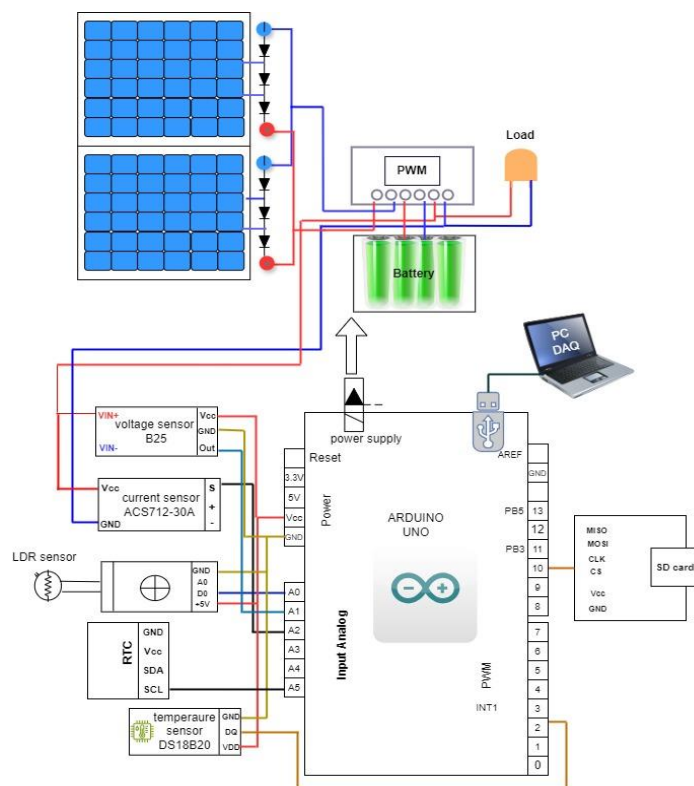 Load
PWM
Battery
PC
DAQ
power supply
VIN+
voltage sensor
B25
VIN-
Vcc
GND
Out
Vcc
current sensor
ACS712-30A
GND
S
+
-
LDR sensor
GND
A0
D0
+5V
RTC
GND
Vcc
SDA
SCL
temperaure
sensor
DS18B20
GND
DQ
VDD
Reset
3.3V
5V
Vcc
GND
Power
A0
A1
A2
A3
A4
A5
Input Analog
ARDUINO
UNO
AREF
GND
PB5
13
12
PB3
11
10
9
8
7
6
5
4
INT1
3
2
1
0
PWM
MISO
MOSI
CLK
CS
Vcc
GND
SD card